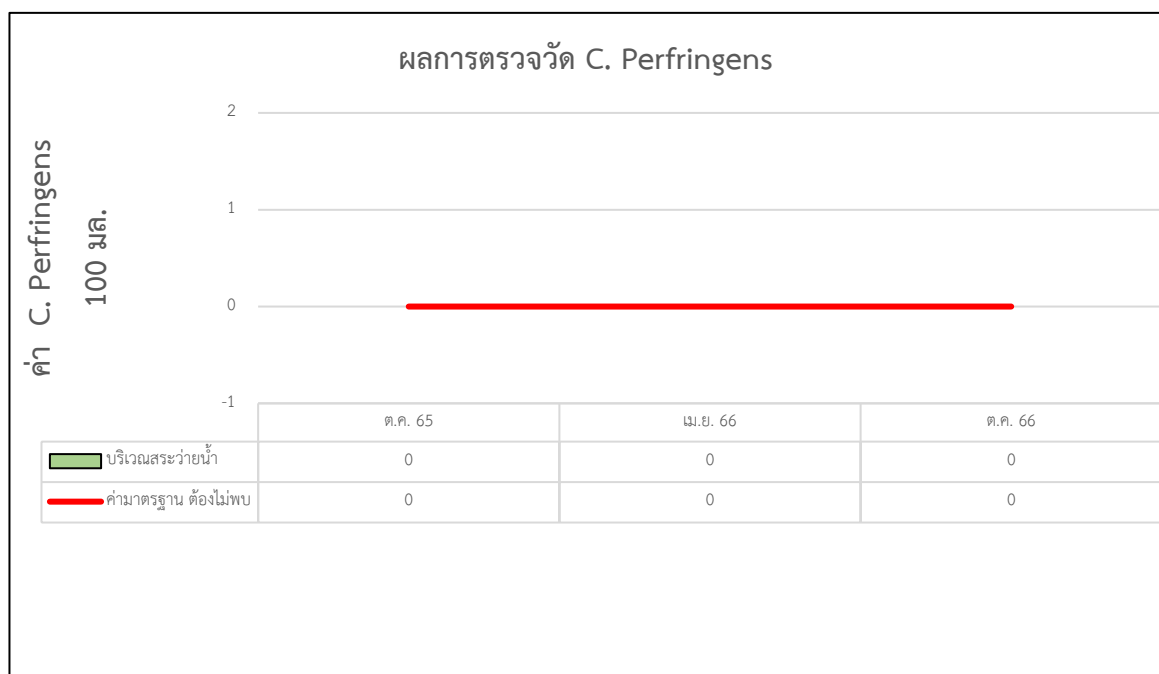 ผลการตรวจวัด C. Perfringens
ค่า C. Perfringens
100 มล.
2
1
0
-1
ต.ค. 65 เม.ย. 66 ต.ค. 66
บริเวณสระว่ายน้ำ 0 0 0
ค่ามาตรฐาน ต้องไม่พบ 0 0 0